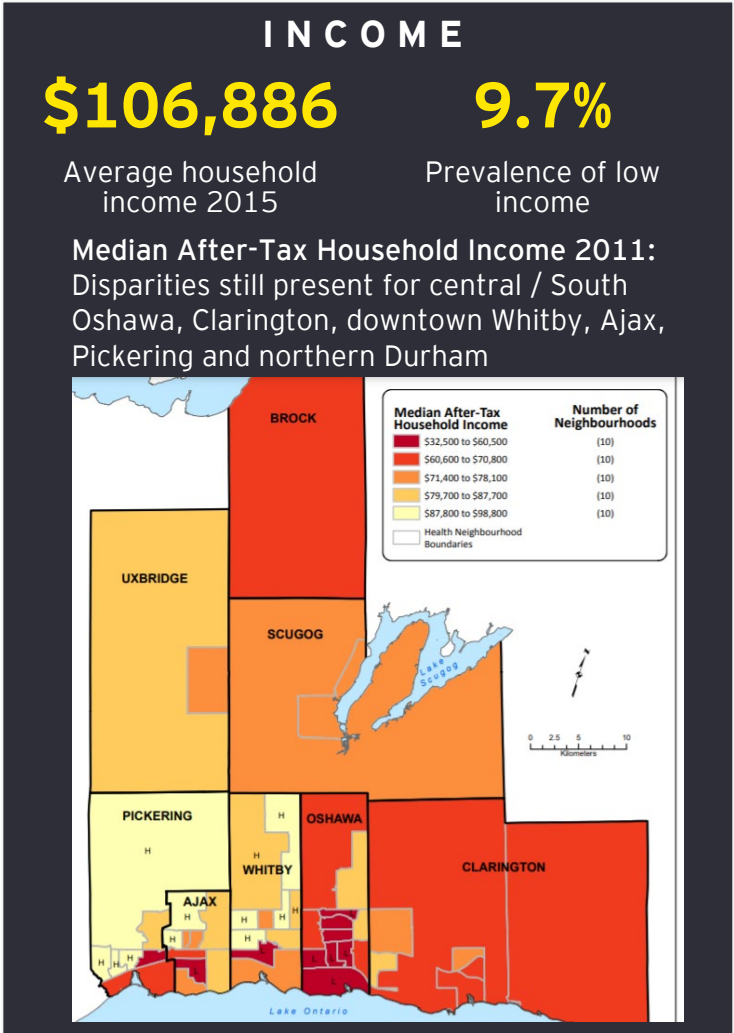 INCOME
$106,886
9.7%
Average household
income 2015
Prevalence of low
income
Median After-Tax Household Income 2011:
Disparities still present for central / South
Oshawa, Clarington, downtown Whitby, Ajax,
Pickering and northern Durham
Median After-Tax
Household Income
Number of
Neighbourhoods
$32,500 to $60,500 (10)
$60,600 to $70,800 (10)
$71,400 to $78,100 (10)
$79,700 to $87,700 (10)
$87,800 to $98,800 (10)
Health Neighbourhood
Boundaries
BROCK
UXBRIDGE
SCUGOG
Lake
Scugog
N
0 2.5 5 10
Kilometers
PICKERING
H
OSHAWA
H
H
WHITBY
CLARINGTON
AJAX
H
H
H
H
H
H
H
H
H
H
L
L
L
L
L
L
Lake Ontario